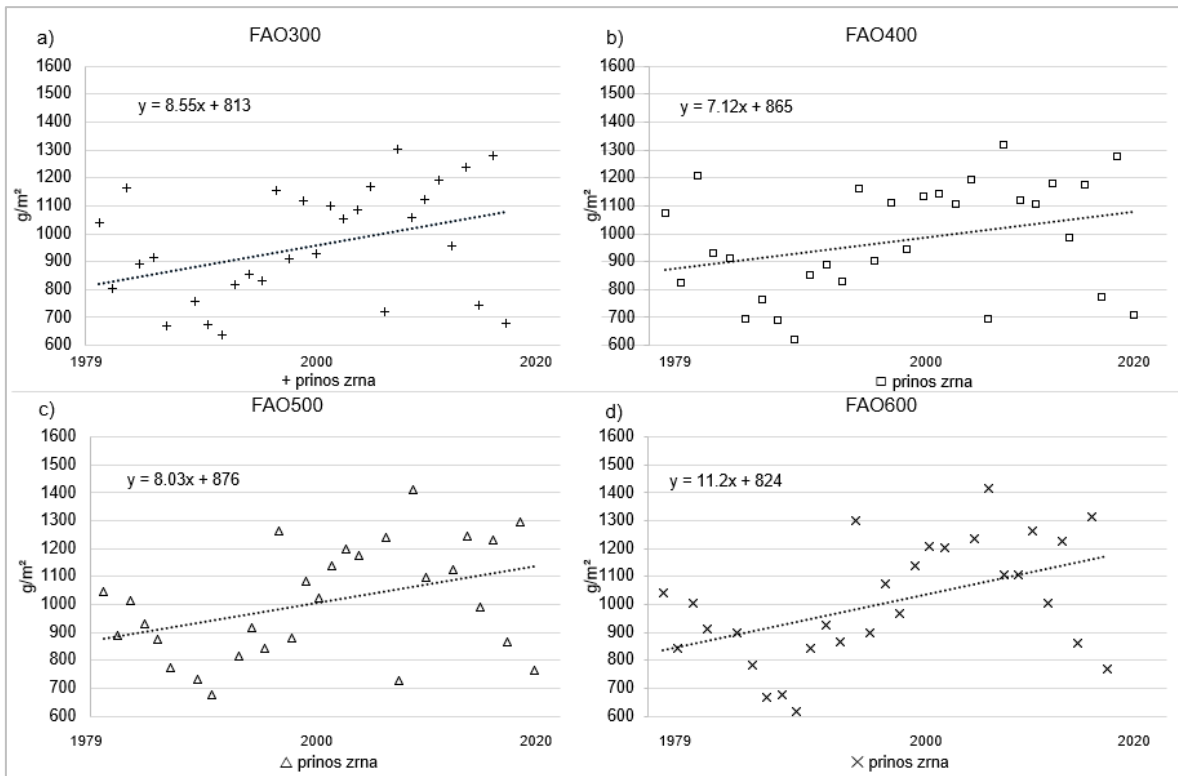 a) FAO300
1600
1500
1400
1300
1200
1100
1000
900
800
700
600
g/m²
y = 8.55x + 813
1979 2000 2020
+ prinos zrna
b) FAO400
1600
1500
1400
1300
1200
1100
1000
900
800
700
600
g/m²
y = 7.12x + 865
1979 2000 2020
prinos zrna
c) FAO500
1600
1500
1400
1300
1200
1100
1000
900
800
700
600
g/m²
y = 8.03x + 876
1979 2000 2020
prinos zrna
d) FAO600
1600
1500
1400
1300
1200
1100
1000
900
800
700
600
g/m²
y = 11.2x + 824
1979 2000 2020
prinos zrna